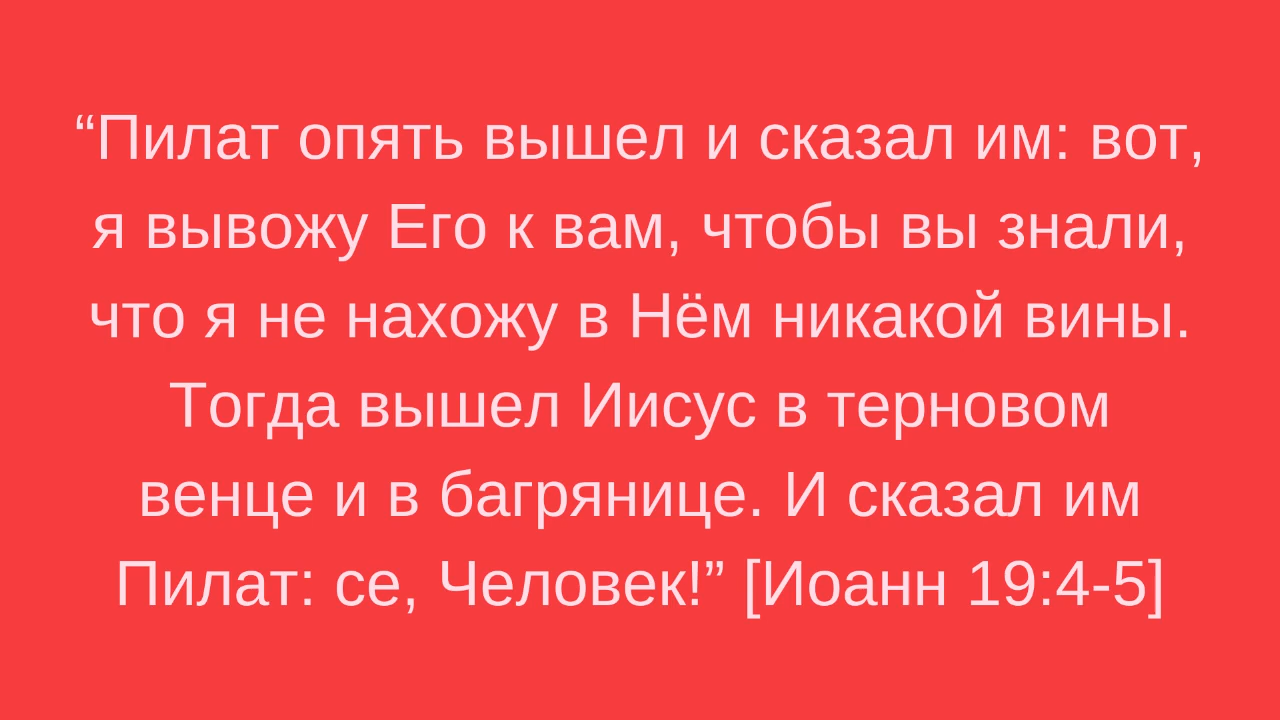 “Пилат опять вышел и сказал им: вот,
я вывожу Его к вам, чтобы вы знали,
что я не нахожу в Нём никакой вины.
Тогда вышел Иисус в терновом
венце и в багрянице. И сказал им
Пилат: се, Человек!” [Иоанн 19:4-5]